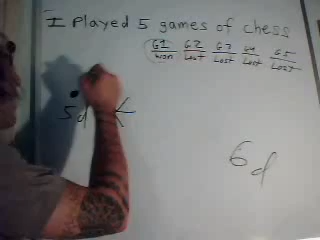 I Played 5 games of chess
G1 G2 G3 G4 G5
Won Lost Lost Lost Lost
5d <
6d